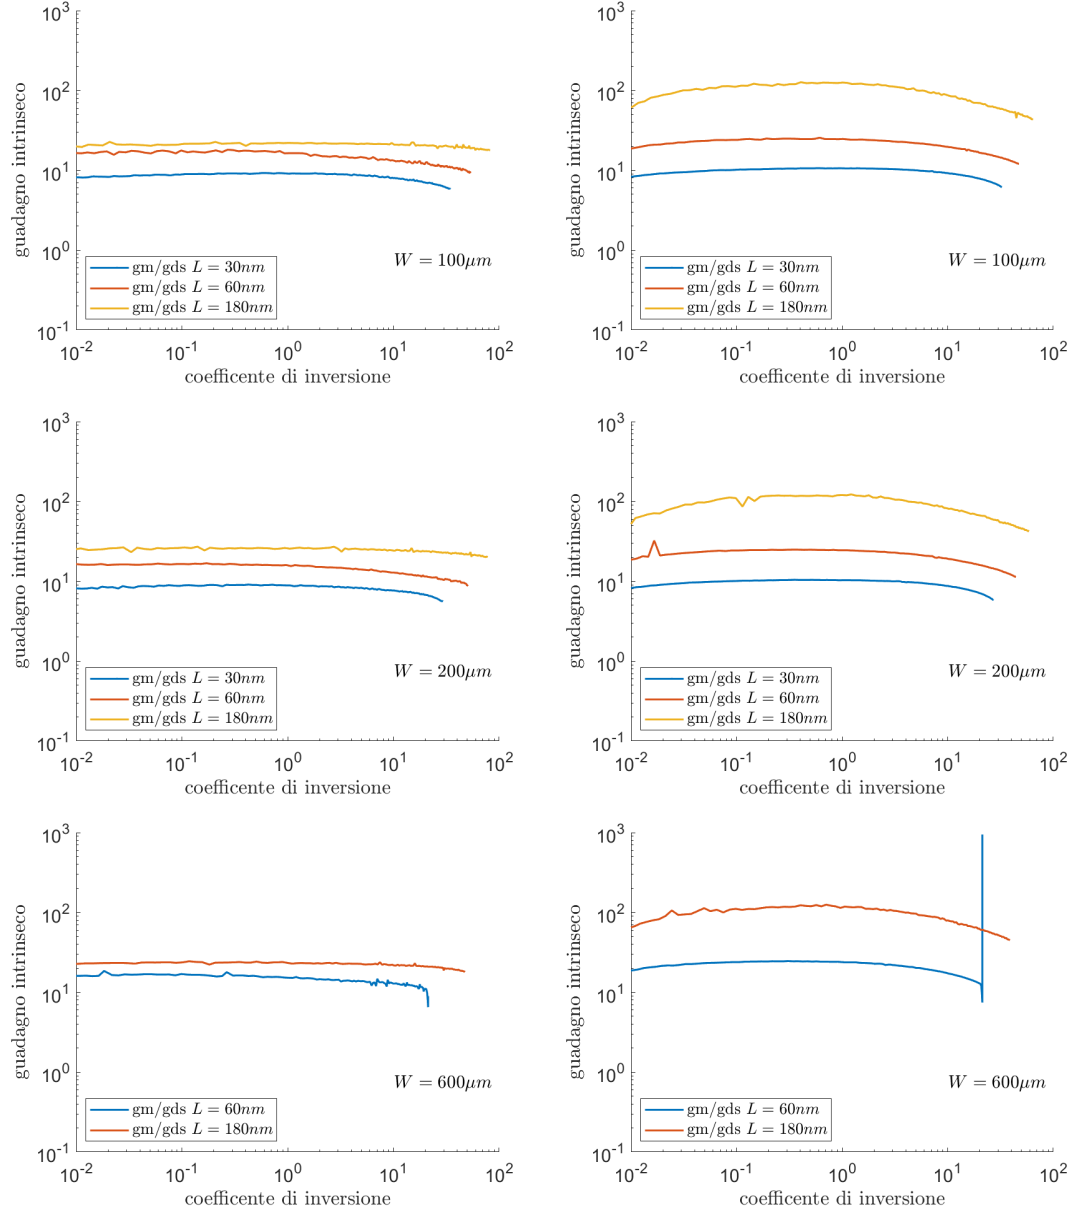 10^3
10^2
10^1
10^0
10^-1
10^-2 10^-1 10^0 10^1 10^2
guadagno intrinseco
coefficente di inversione
W = 100µm
gm/gds L = 30nm
gm/gds L = 60nm
gm/gds L = 180nm
10^3
10^2
10^1
10^0
10^-1
10^-2 10^-1 10^0 10^1 10^2
guadagno intrinseco
coefficente di inversione
W = 100µm
gm/gds L = 30nm
gm/gds L = 60nm
gm/gds L = 180nm
10^3
10^2
10^1
10^0
10^-1
10^-2 10^-1 10^0 10^1 10^2
guadagno intrinseco
coefficente di inversione
W = 200µm
gm/gds L = 30nm
gm/gds L = 60nm
gm/gds L = 180nm
10^3
10^2
10^1
10^0
10^-1
10^-2 10^-1 10^0 10^1 10^2
guadagno intrinseco
coefficente di inversione
W = 200µm
gm/gds L = 30nm
gm/gds L = 60nm
gm/gds L = 180nm
10^3
10^2
10^1
10^0
10^-1
10^-2 10^-1 10^0 10^1 10^2
guadagno intrinseco
coefficente di inversione
W = 600µm
gm/gds L = 60nm
gm/gds L = 180nm
10^3
10^2
10^1
10^0
10^-1
10^-2 10^-1 10^0 10^1 10^2
guadagno intrinseco
coefficente di inversione
W = 600µm
gm/gds L = 60nm
gm/gds L = 180nm